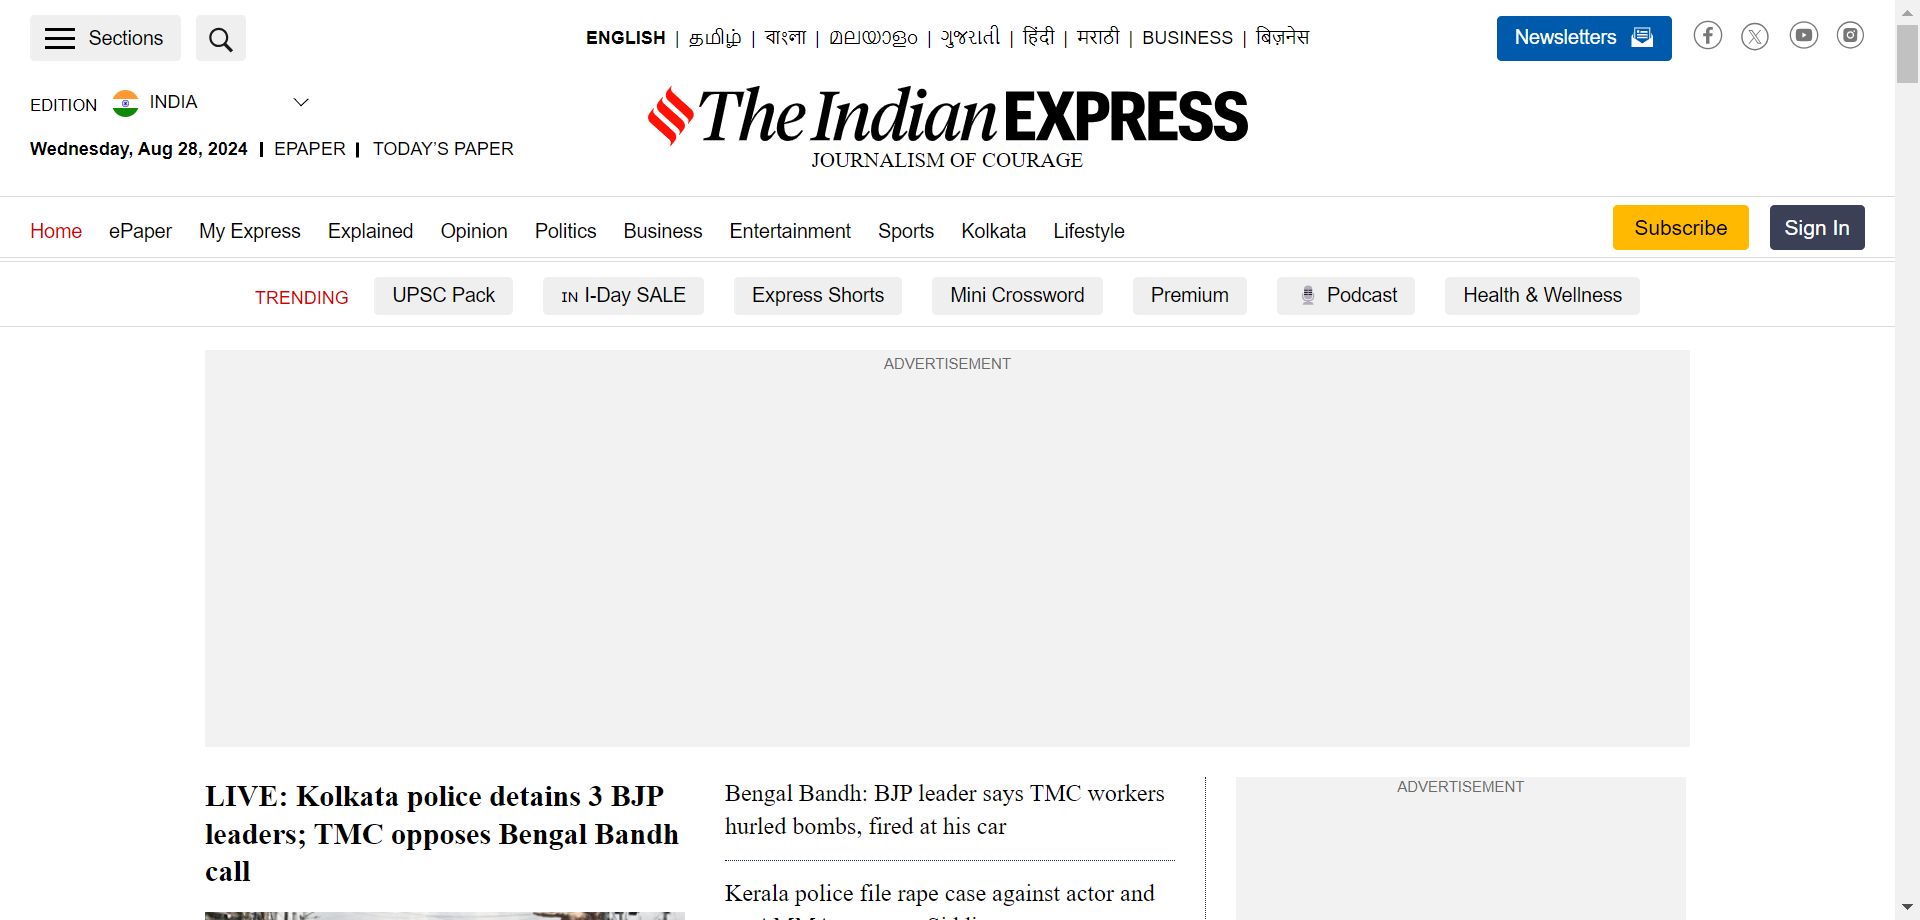 Sections
ENGLISH | தமிழ் | বাংলা | മലയാളം | ગુજરાતી | हिंदी | मराठी | BUSINESS | बिज़नेस
Newsletters
EDITION INDIA
The Indian EXPRESS
JOURNALISM OF COURAGE
Wednesday, Aug 28, 2024 | EPAPER | TODAY'S PAPER
Home ePaper My Express Explained Opinion Politics Business Entertainment Sports Kolkata Lifestyle
Subscribe Sign In
TRENDING UPSC Pack IN I-Day SALE Express Shorts Mini Crossword Premium Podcast Health & Wellness
ADVERTISEMENT
LIVE: Kolkata police detains 3 BJP
leaders; TMC opposes Bengal Bandh
call
Bengal Bandh: BJP leader says TMC workers
hurled bombs, fired at his car
Kerala police file rape case against actor and
ADVERTISEMENT